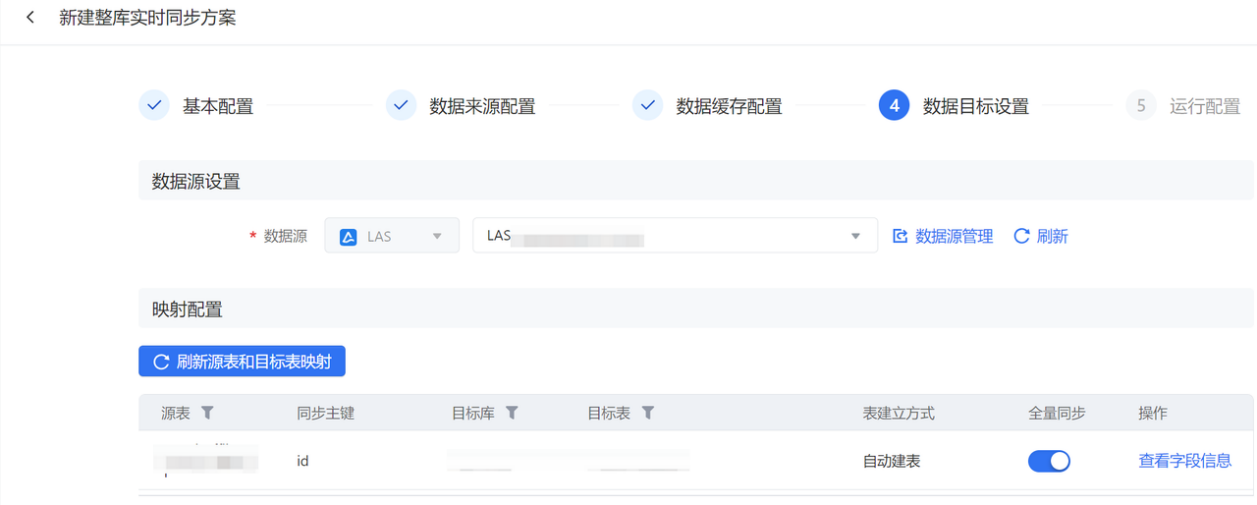 新建整库实时同步方案
基本配置 数据来源配置 数据缓存配置 4 数据目标设置 5 运行配置
数据源设置
* 数据源 LAS LAS 数据源管理 刷新
映射配置
刷新源表和目标表映射
源表 同步主键 目标库 目标表 表建立方式 全量同步 操作
id 自动建表 查看字段信息